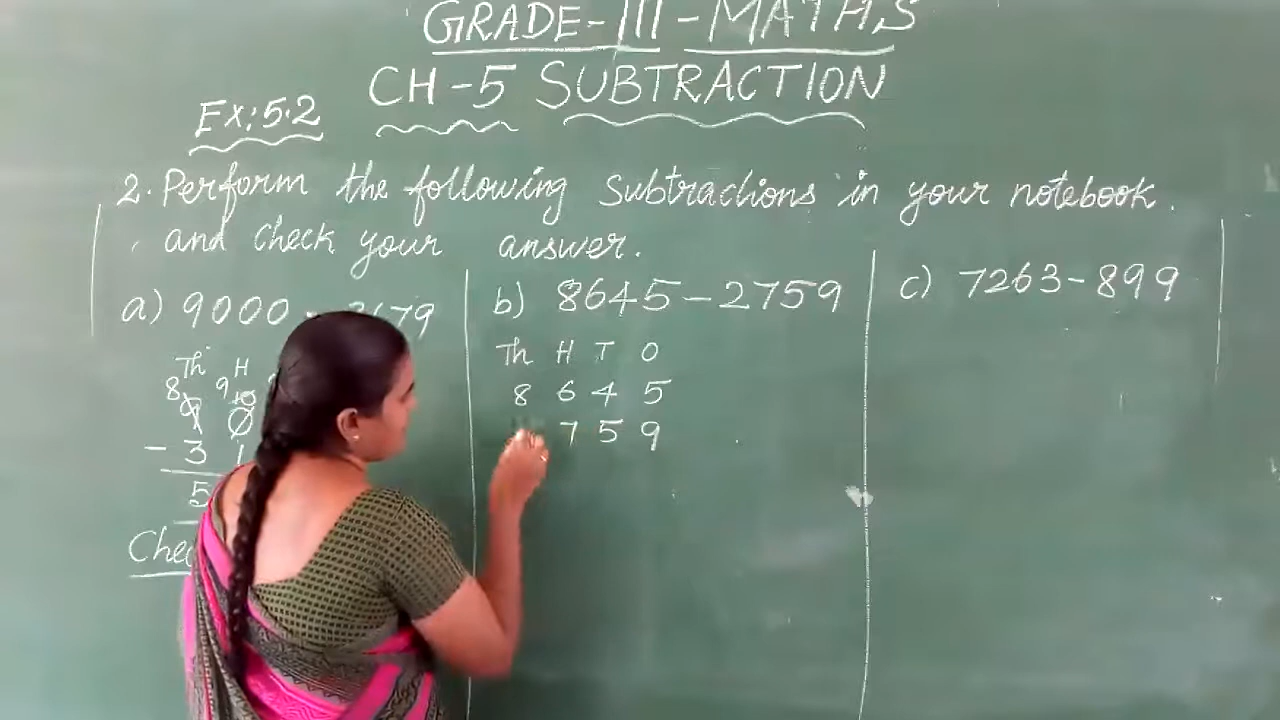 GRADE-III-MATHS
CH-5 SUBTRACTION
Ex:5.2
2. Perform the following Subtractions in your notebook.
and check your answer.
a) 9000 - 3179
Th H
8 9 10
9 0
- 3 1
5
b) 8645-2759
Th H T O
8 6 4 5
7 5 9
c) 7263-899